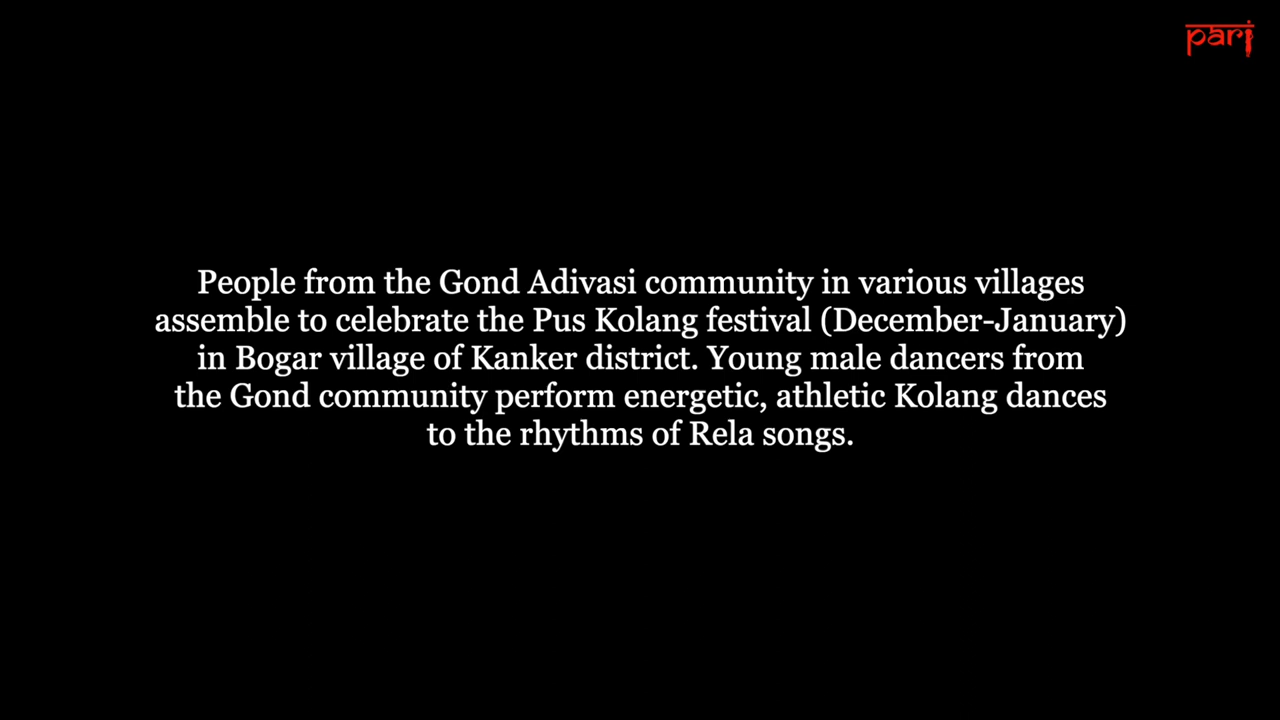 pari
People from the Gond Adivasi community in various villages
assemble to celebrate the Pus Kolang festival (December-January)
in Bogar village of Kanker district. Young male dancers from
the Gond community perform energetic, athletic Kolang dances
to the rhythms of Rela songs.